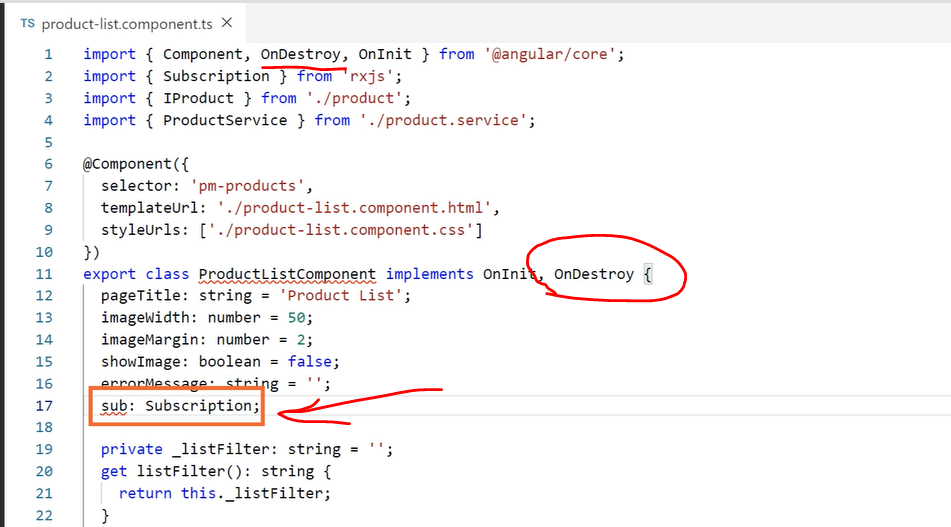 TS product-list.component.ts ×
1 import { Component, OnDestroy, OnInit } from '@angular/core';
2 import { Subscription } from 'rxjs';
3 import { IProduct } from './product';
4 import { ProductService } from './product.service';
5
6 @Component({
7 selector: 'pm-products',
8 templateUrl: './product-list.component.html',
9 styleUrls: ['./product-list.component.css']
10 })
11 export class ProductListComponent implements OnInit, OnDestroy {
12 pageTitle: string = 'Product List';
13 imageWidth: number = 50;
14 imageMargin: number = 2;
15 showImage: boolean = false;
16 errorMessage: string = '';
17 sub: Subscription;
18
19 private _listFilter: string = '';
20 get listFilter(): string {
21 return this._listFilter;
22 }